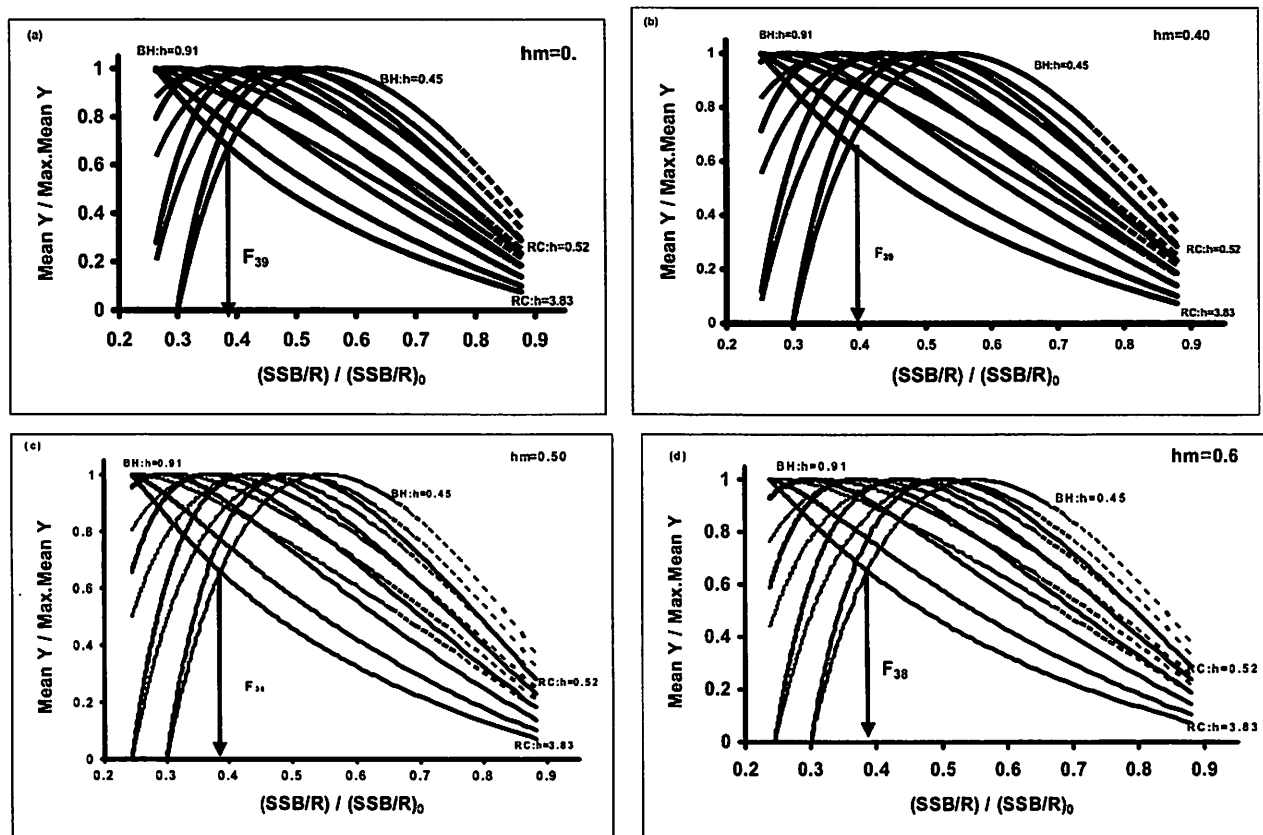 (a)
BH:h=0.91
hm=0.
BH:h=0.45
Mean Y / Max.Mean Y
1
0.8
0.6
0.4
0.2
0
F39
RC:h=0.52
RC:h=3.83
0.2 0.3 0.4 0.5 0.6 0.7 0.8 0.9
(SSB/R) / (SSB/R)0
(b)
BH:h=0.91
hm=0.40
BH:h=0.45
Mean Y / Max.Mean Y
1
0.8
0.6
0.4
0.2
0
F39
RC:h=0.52
RC:h=3.83
0.2 0.3 0.4 0.5 0.6 0.7 0.8 0.9
(SSB/R) / (SSB/R)0
(c)
BH:h=0.91
hm=0.50
BH:h=0.45
Mean Y / Max.Mean Y
1
0.8
0.6
0.4
0.2
0
RC:h=0.52
RC:h=3.83
0.2 0.3 0.4 0.5 0.6 0.7 0.8 0.9
(SSB/R) / (SSB/R)0
(d)
BH:h=0.91
hm=0.6
BH:h=0.45
Mean Y / Max.Mean Y
1
0.8
0.6
0.4
0.2
0
F38
RC:h=0.52
RC:h=3.83
0.2 0.3 0.4 0.5 0.6 0.7 0.8 0.9
(SSB/R) / (SSB/R)0